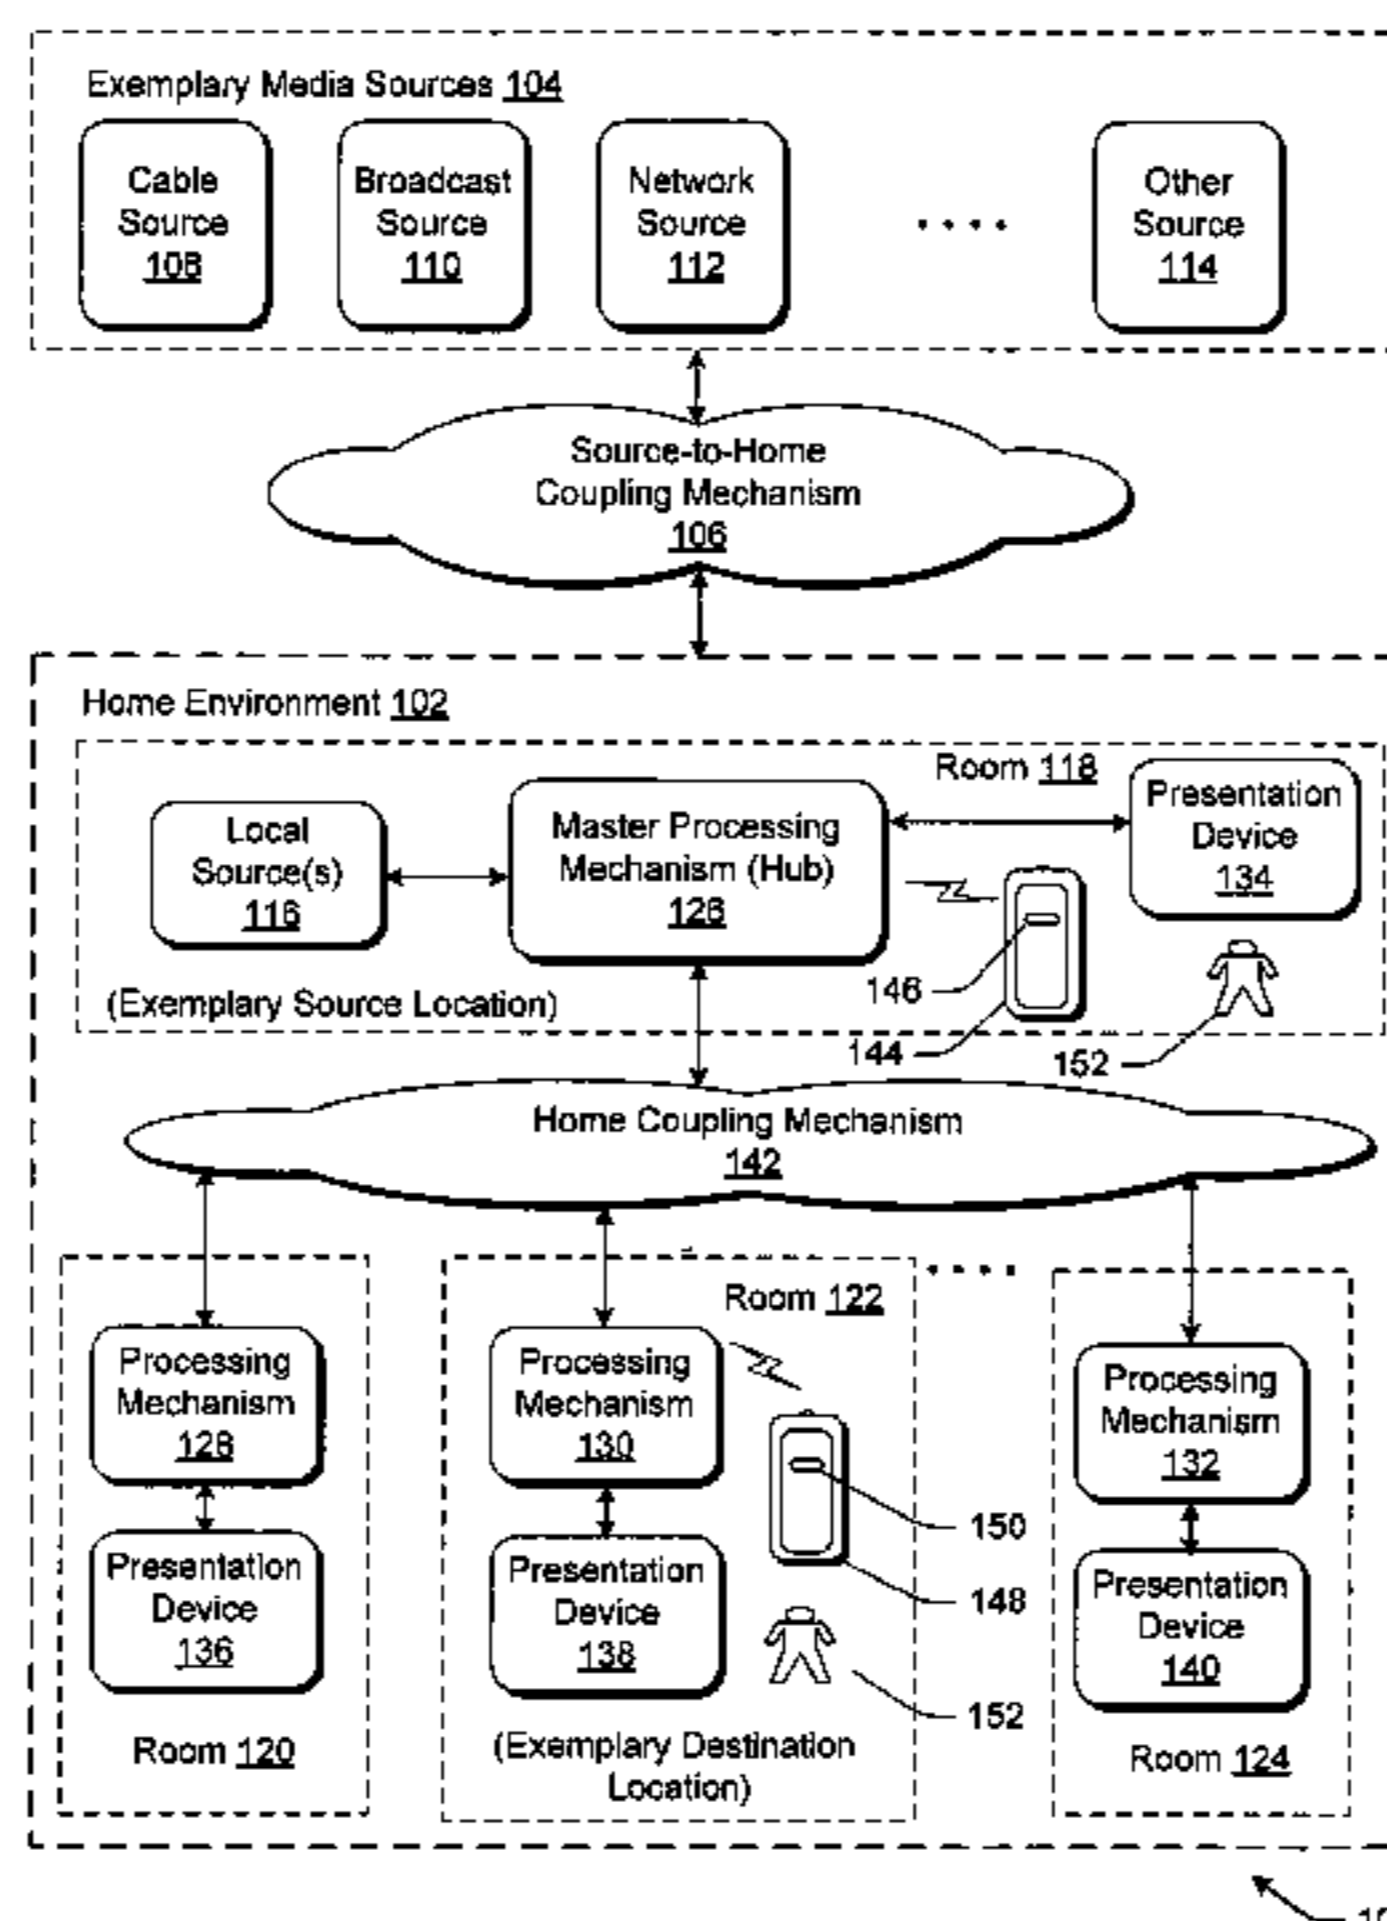 Exemplary Media Sources 104
Cable
Source
108
Broadcast
Source
110
Network
Source
112
Other
Source
114
Source-to-Home
Coupling Mechanism
106
Home Environment 102
Room 118
Local
Source(s)
116
Master Processing
Mechanism (Hub)
126
Presentation
Device
134
146
144
152
(Exemplary Source Location)
Home Coupling Mechanism
142
Processing
Mechanism
128
Presentation
Device
136
Room 120
Room 122
Processing
Mechanism
130
Presentation
Device
138
150
148
152
(Exemplary Destination
Location)
Processing
Mechanism
132
Presentation
Device
140
Room 124